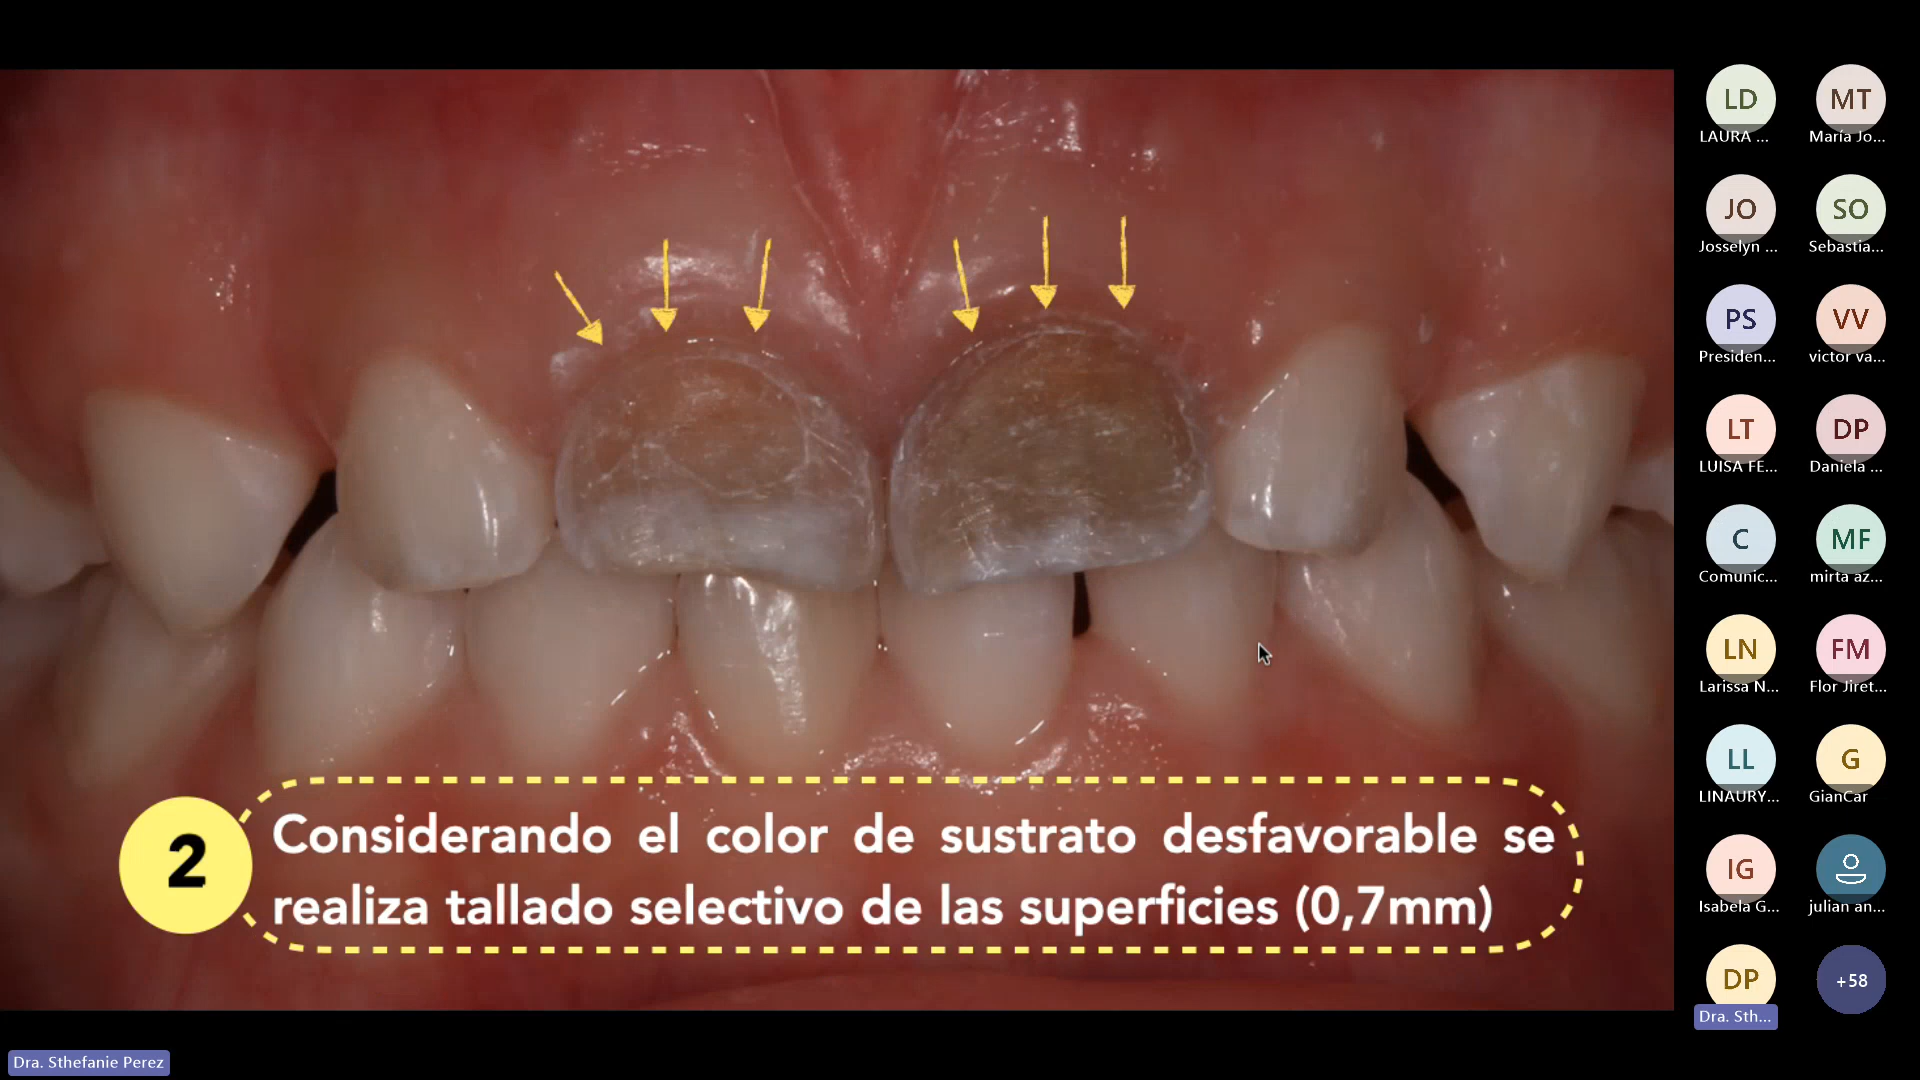 LD
LAURA ...
MT
María Jo...
JO
Josselyn ...
SO
Sebastia...
PS
Presiden...
VV
victor va...
LT
LUISA FE...
DP
Daniela ...
C
Comunic...
MF
mirta az...
LN
Larissa N...
FM
Flor Jiret...
LL
LINAURY...
G
GianCar
IG
Isabela G...
julian an...
DP
Dra. Sth...
+58
2
Considerando el color de sustrato desfavorable se
realiza tallado selectivo de las superficies (0,7mm)
Dra. Sthefanie Perez